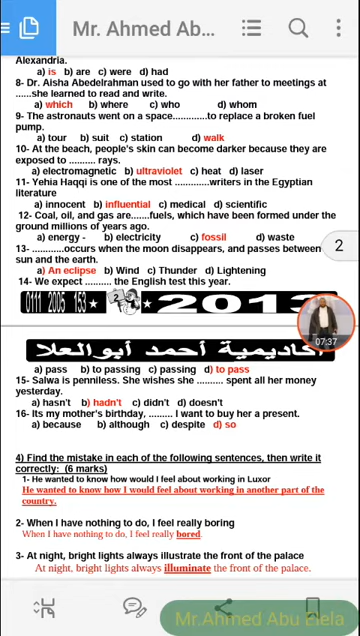 Mr. Ahmed Ab...
Alexandria.
a) is b) are c) were d) had
8- Dr. Aisha Abedelrahman used to go with her father to meetings at
......she learned to read and write.
a) which b) where c) who d) whom
9- The astronauts went on a space.............to replace a broken fuel
pump.
a) tour b) suit c) station d) walk
10- At the beach, people's skin can become darker because they are
exposed to .......... rays.
a) electromagnetic b) ultraviolet c) heat d) laser
11- Yehia Haqqi is one of the most .............writers in the Egyptian
literature
a) innocent b) influential c) medical d) scientific
12- Coal, oil, and gas are.......fuels, which have been formed under the
ground millions of years ago.
a) energy - b) electricity c) fossil d) waste
13- ............occurs when the moon disappears, and passes between
sun and the earth.
a) An eclipse b) Wind c) Thunder d) Lightening
14- We expect .......... the English test this year.
2
0111 2005 153 ★ 2 ★ 2013
07:37
أكاديمية أحمد أبو العلا
a) pass b) to passing c) passing d) to pass
15- Salwa is penniless. She wishes she .......... spent all her money
yesterday.
a) hasn't b) hadn't c) didn't d) doesn't
16- Its my mother's birthday, ......... I want to buy her a present.
a) because b) although c) despite d) so
4) Find the mistake in each of the following sentences, then write it
correctly: (6 marks)
1- He wanted to know how would I feel about working in Luxor
He wanted to know how I would feel about working in another part of the
country.
2- When I have nothing to do, I feel really boring
When I have nothing to do, I feel really bored.
3- At night, bright lights always illustrate the front of the palace
At night, bright lights always illuminate the front of the palace.
Mr.Ahmed Abu Elela